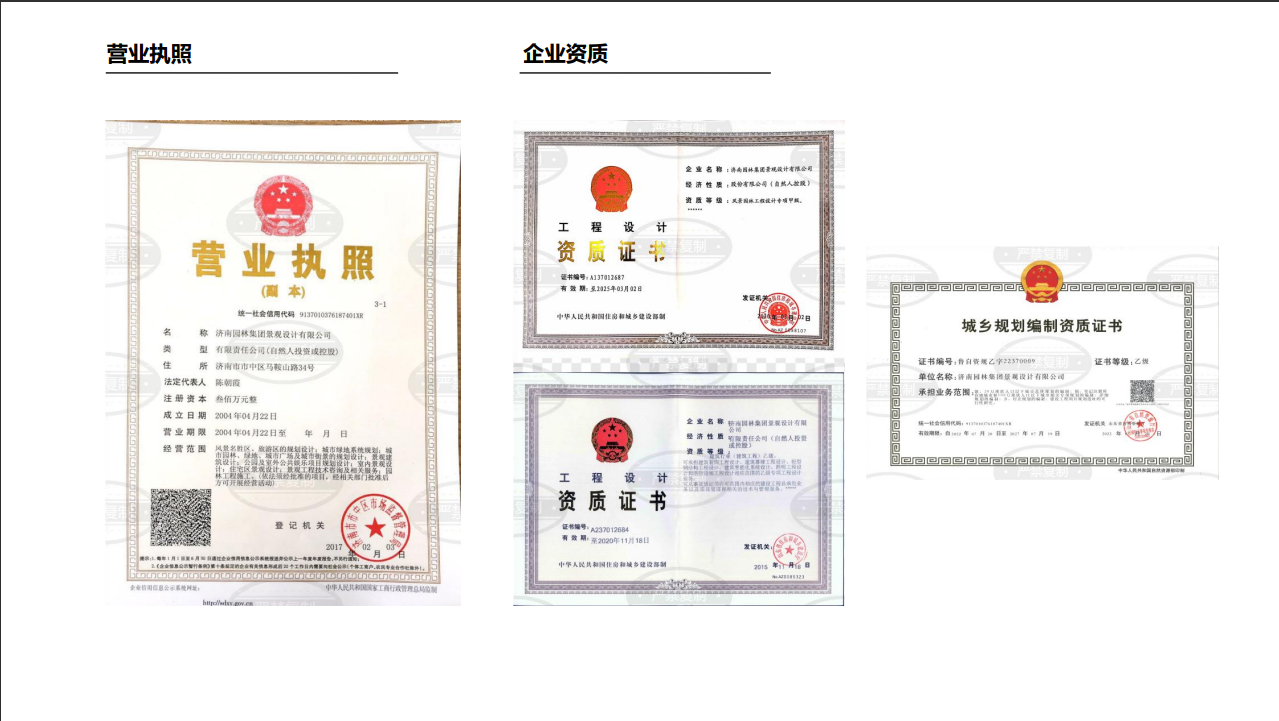 营业执照
企业资质
营业执照
(副 本)
3-1
统一社会信用代码 91370103761874 01XR
名 称 济南园林集团景观设计有限公司
类 型 有限责任公司(自然人投资或控股)
住 所 济南市市中区马鞍山路34号
法定代表人 陈朝霞
注册资本 叁佰万元整
成立日期 2004年04月22日
营业期限 2004年04月22日至 年 月 日
经营范围 风景名胜区、旅游区的规划设计;城市绿地系统规划;城
市园林、绿地、城市广场及城市街景的规划设计;景观建
筑设计;公园及室外公共娱乐项目规划设计;室内景观设
计;住宅区景观设计;景观工程技术咨询及相关服务;园
林工程施工。(依法须经批准的项目,经相关部门批准后
方可开展经营活动)
登记机关
2017 年 02 月 03 日
企业信用信息公示系统网址:
中华人民共和国国家工商行政管理总局监制
企业名称:济南园林集团景观设计有限公司
经济性质:股份有限公司(自然人控股)
资质等级:风景园林工程设计专项甲级。
******
工程设计
资质证书
证书编号:A137012687
有效期:至2025年03月02日
发证机关:
中华人民共和国住房和城乡建设部制
企业名称 济南园林集团景观设计有限
公司
经济性质 有限责任公司(自然人投资
或控股)
资质等级
工程设计
资质证书
证书编号:A237012684
有效期:至2020年11月18日
发证机关:
2015 年 11 月 18 日
No.AZ0105323
中华人民共和国住房和城乡建设部制
城乡规划编制资质证书
证书编号:鲁自资规乙字22370009
证书等级:乙级
单位名称:济南园林集团景观设计有限公司
承担业务范围:
统一社会信用代码:
发证机关
中华人民共和国自然资源部印制